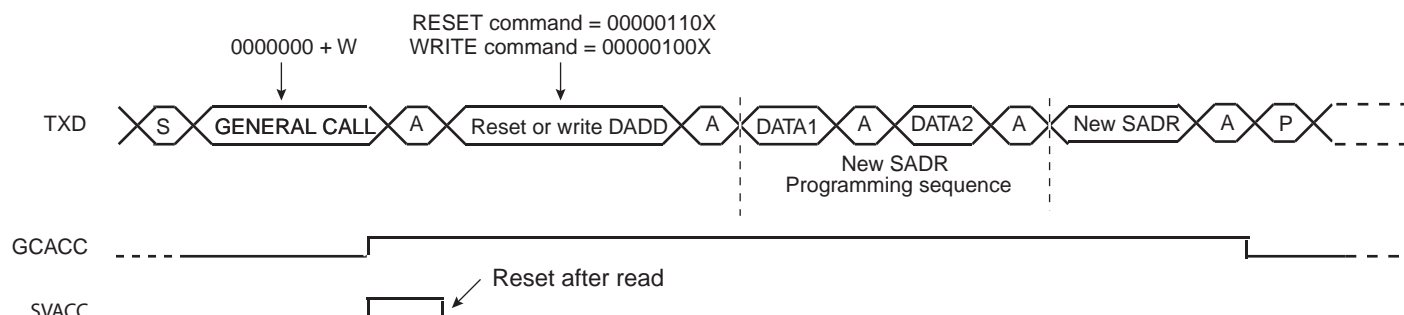 RESET command = 00000110X
0000000 + W
WRITE command = 00000100X
TXD
S
GENERAL CALL
A
Reset or write DADD
A
DATA1
A
DATA2
A
New SADR
A
P
New SADR
Programming sequence
GCACC
Reset after read
SVACC